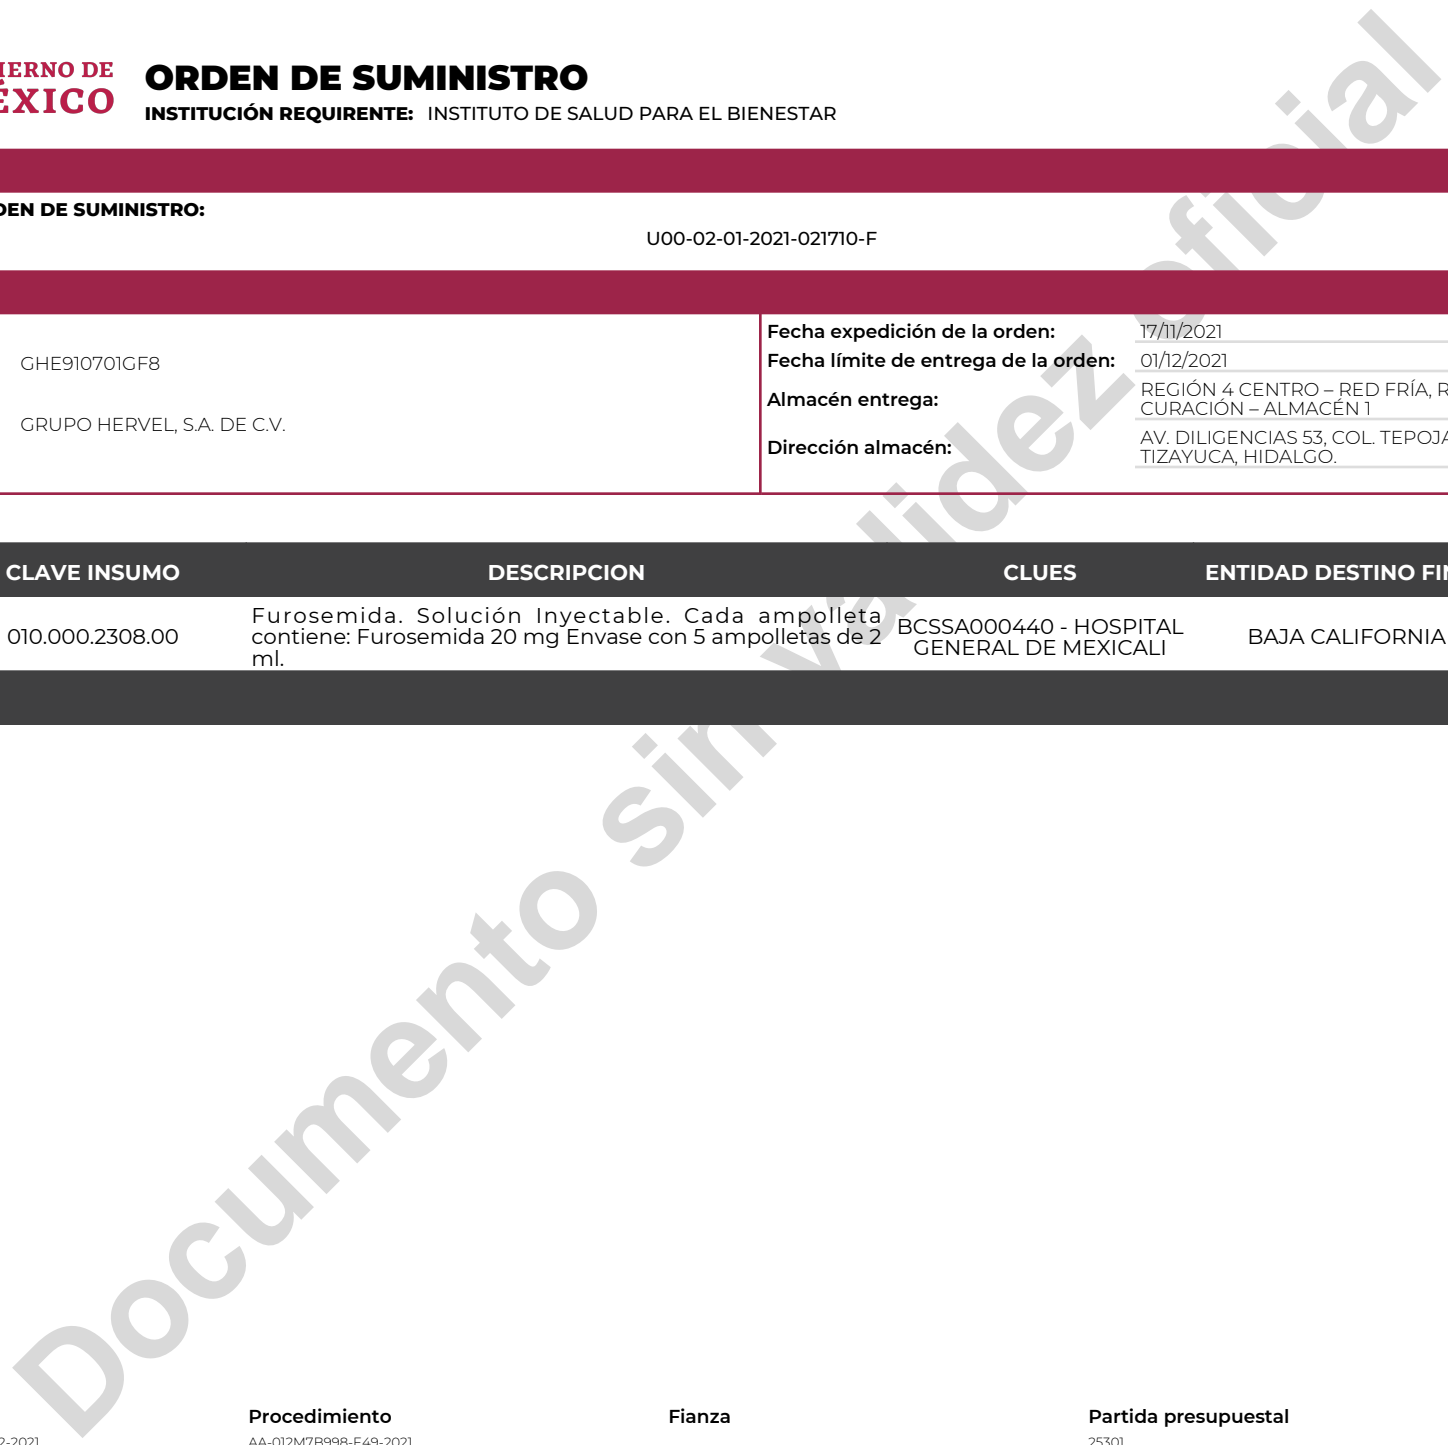 ORDEN DE SUMINISTRO
DE
INSTITUCIÓN REQUIRENTE: INSTITUTO DE SALUD PARA EL BIENESTAR
DE SUMINISTRO:
U00-02-01-2021-021710-F
GHE910701GF8
GRUPO HERVEL, S.A. DE C.V.
Fecha expedición de la orden: 17/11/2021
Fecha límite de entrega de la orden: 01/12/2021
Almacén entrega: REGIÓN 4 CENTRO – RED FRÍA,
CURACIÓN – ALMACÉN 1
Dirección almacén: AV. DILIGENCIAS 53, COL.
TIZAYUCA, HIDALGO.
CLAVE INSUMO DESCRIPCION CLUES ENTIDAD DESTINO
010.000.2308.00
Furosemida. Solución Inyectable. Cada ampolleta
contiene: Furosemida 20 mg Envase con 5 ampolletas de 2
ml.
BCSSA000440 - HOSPITAL
GENERAL DE MEXICALI
BAJA CALIFORNIA
Documento sin validez oficial
Procedimiento Fianza Partida presupuestal
AA-012M7B998-E49-2021 25301